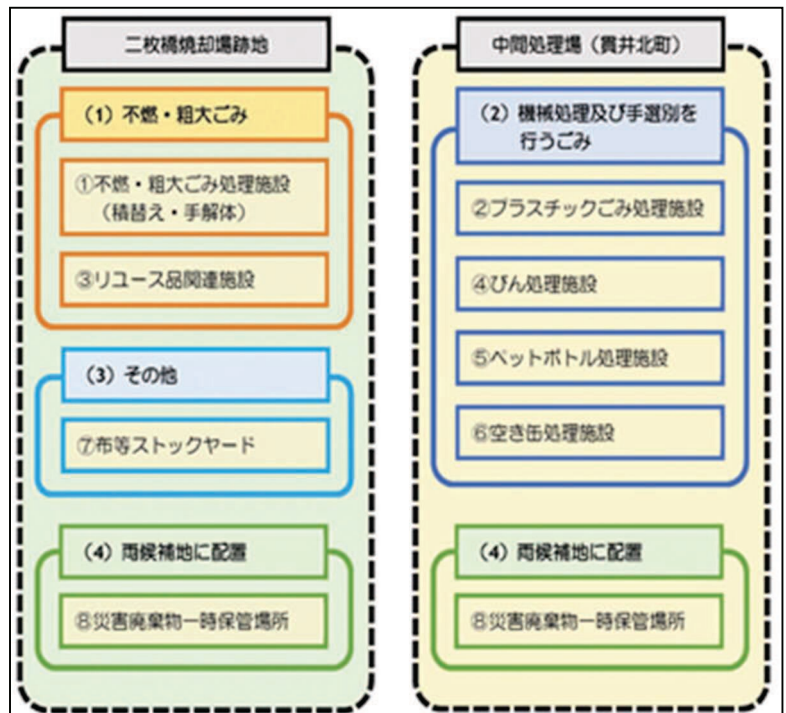 二枚橋焼却場跡地
(1) 不燃・粗大ごみ
①不燃・粗大ごみ処理施設
(積替え・手解体)
③リユース品関連施設
(3) その他
⑦布等ストックヤード
(4) 両候補地に配置
⑧災害廃棄物一時保管場所
中間処理場(貫井北町)
(2) 機械処理及び手選別を
行うごみ
②プラスチックごみ処理施設
④びん処理施設
⑤ペットボトル処理施設
⑥空き缶処理施設
(4) 両候補地に配置
⑧災害廃棄物一時保管場所